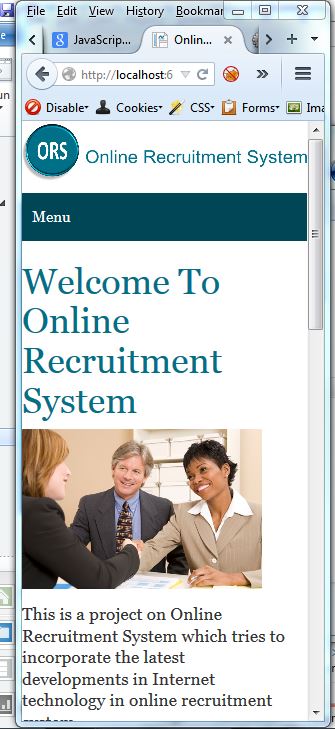 File Edit View History Bookmar
JavaScrip... Onlin...
http://localhost:6
Disable Cookies CSS Forms Ima
ORS Online Recruitment System
Menu
Welcome To
Online
Recruitment
System
This is a project on Online
Recruitment System which tries to
incorporate the latest
developments in Internet
technology in online recruitment